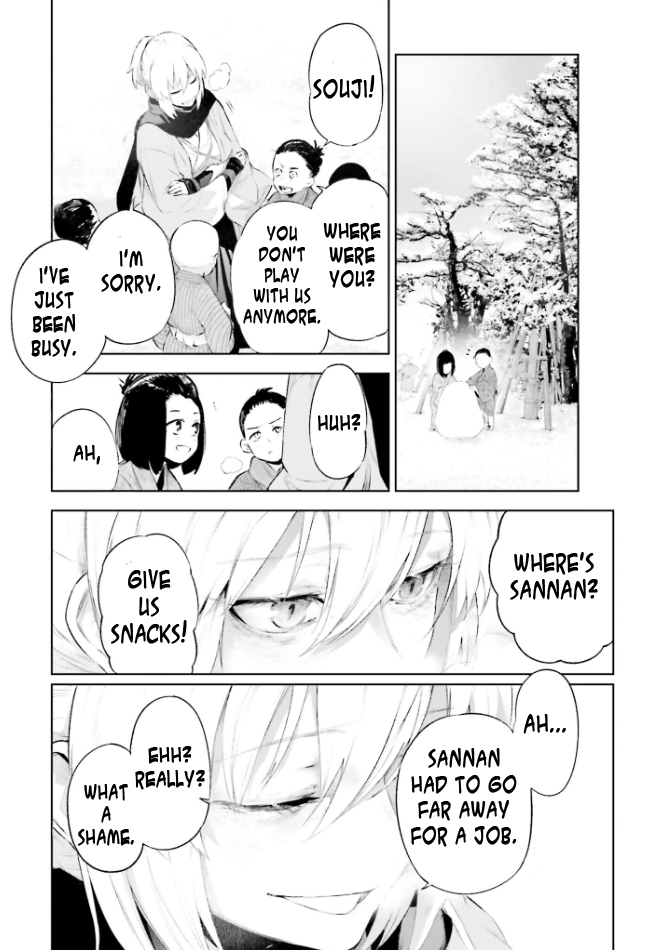 SOUJI!
WHERE
WERE
YOU?
YOU
DON'T
PLAY
WITH US
ANYMORE.
I'M
SORRY.
I'VE
JUST
BEEN
BUSY.
HUH?
AH,
WHERE'S
SANNAN?
GIVE
US
SNACKS!
AH...
SANNAN
HAD TO GO
FAR AWAY
FOR A JOB.
EHH?
REALLY?
WHAT
A
SHAME.